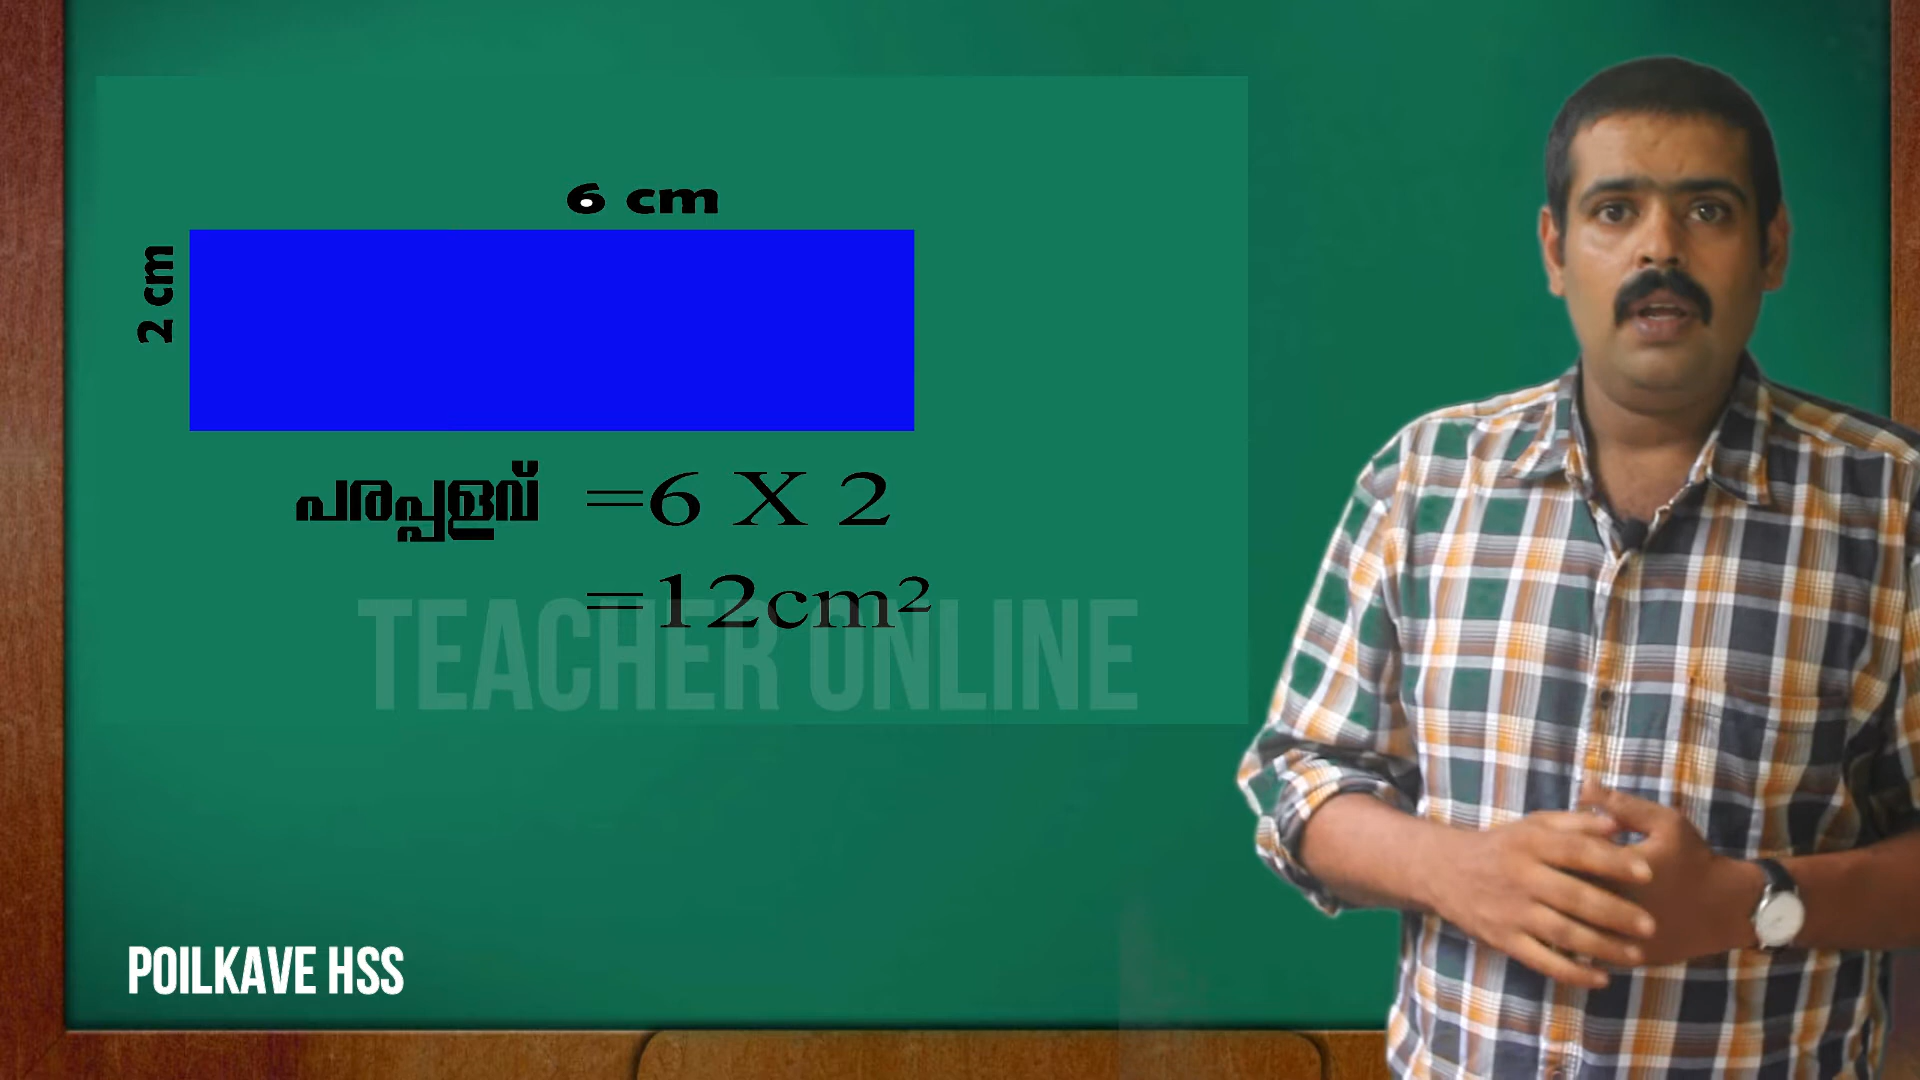 6 cm
2 cm
പരപ്പളവ് =6 X 2
=12cm²
TEACHER ONLINE
POILKAVE HSS